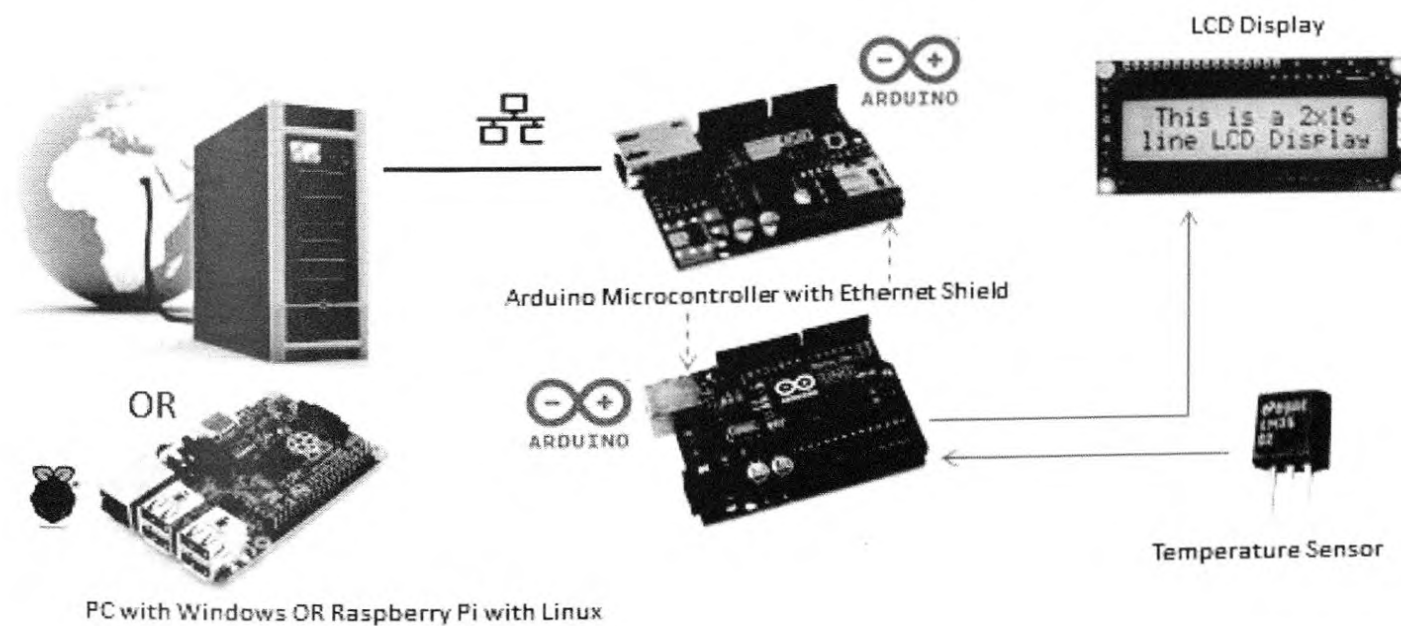 LCD Display
ARDUINO
This is a 2x16
line LCD Display
Arduino Microcontroller with Ethernet Shield
OR
ARDUINO
LM35
Temperature Sensor
PC with Windows OR Raspberry Pi with Linux